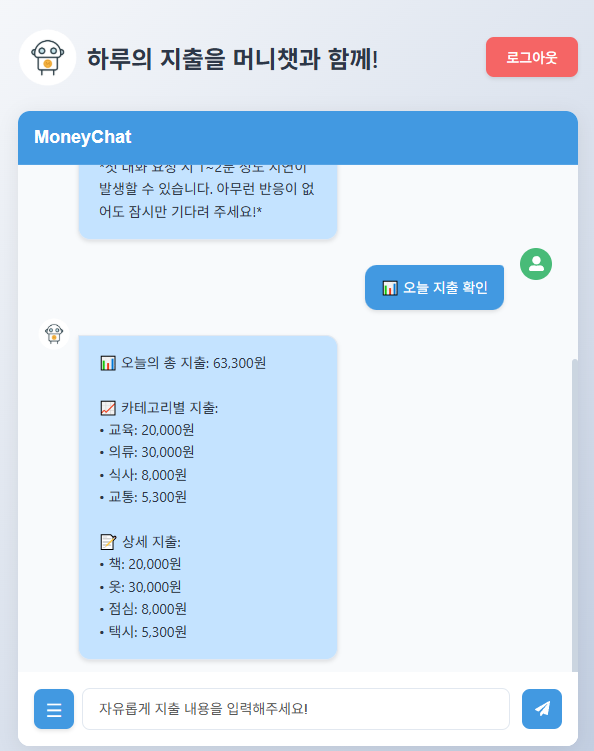 하루의 지출을 머니챗과 함께!
로그아웃
MoneyChat
*첫 대화 요청 시 1~2분 정도 지연이
발생할 수 있습니다. 아무런 반응이 없
어도 잠시만 기다려 주세요!*
📊 오늘 지출 확인
📊 오늘의 총 지출: 63,300원
📈 카테고리별 지출:
• 교육: 20,000원
• 의류: 30,000원
• 식사: 8,000원
• 교통: 5,300원
📝 상세 지출:
• 책: 20,000원
• 옷: 30,000원
• 점심: 8,000원
• 택시: 5,300원
자유롭게 지출 내용을 입력해주세요!